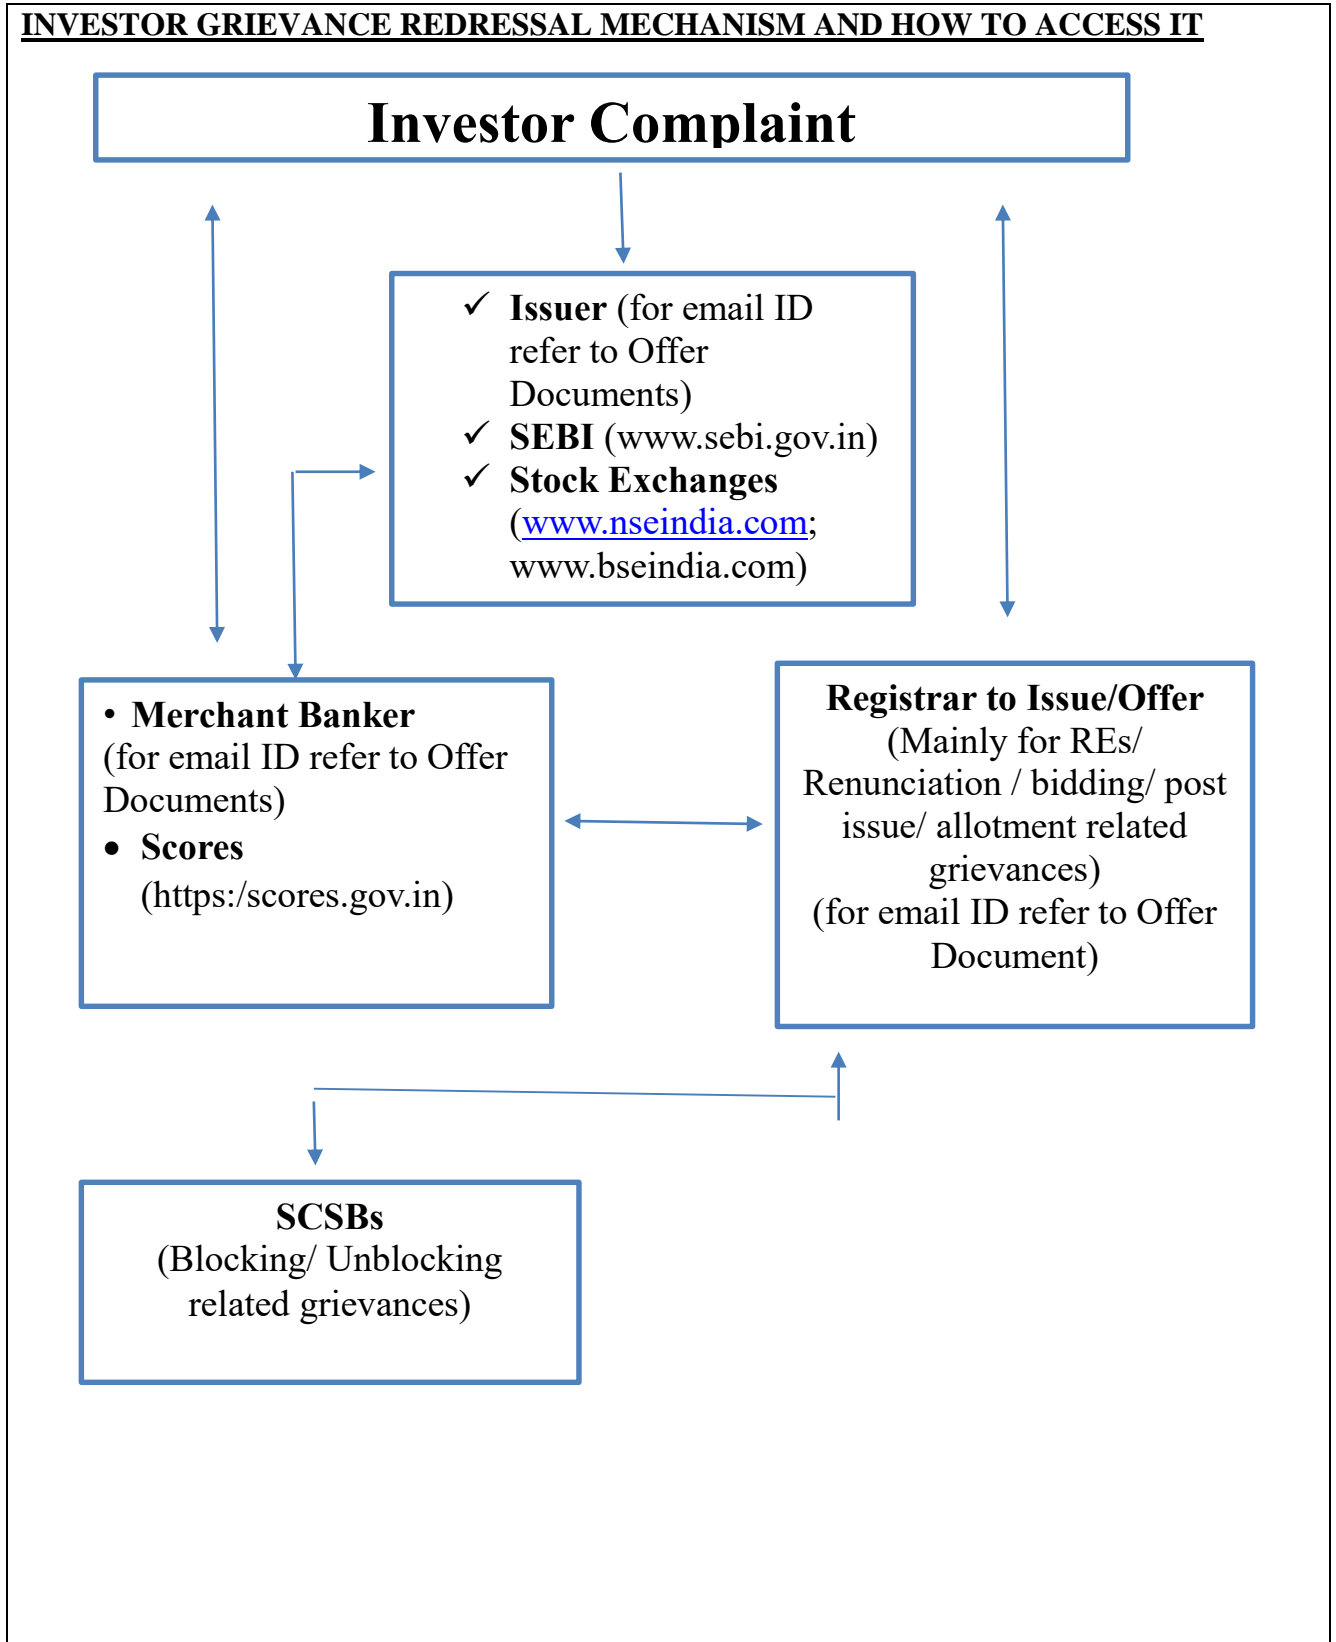 INVESTOR GRIEVANCE REDRESSAL MECHANISM AND HOW TO ACCESS IT
Investor Complaint
✓ Issuer (for email ID
refer to Offer
Documents)
✓ SEBI (www.sebi.gov.in)
✓ Stock Exchanges
(www.nseindia.com;
www.bseindia.com)
• Merchant Banker
(for email ID refer to Offer
Documents)
• Scores
(https:/scores.gov.in)
Registrar to Issue/Offer
(Mainly for REs/
Renunciation / bidding/ post
issue/ allotment related
grievances)
(for email ID refer to Offer
Document)
SCSBs
(Blocking/ Unblocking
related grievances)